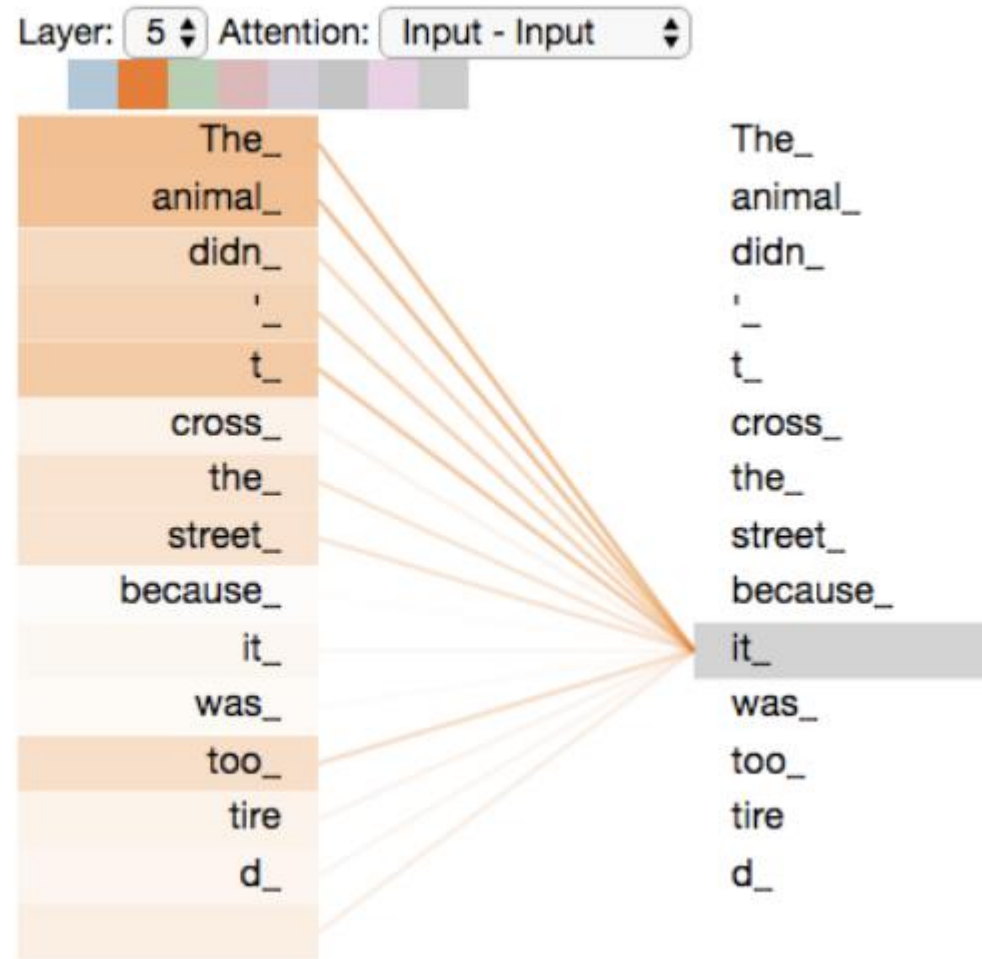 Layer: 5 Attention: Input - Input
The_ The_
animal_ animal_
didn_ didn_
'_ '_
t_ t_
cross_ cross_
the_ the_
street_ street_
because_ because_
it_ it_
was_ was_
too_ too_
tire tire
d_ d_